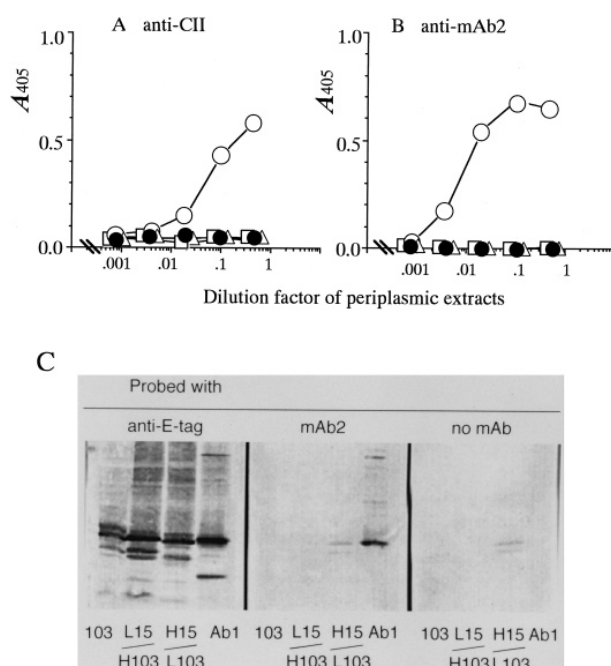 A anti-CII
B anti-mAb2
1.0
0.5
0.0
A405
.001 .01 .1 1
1.0
0.5
0.0
A405
.001 .01 .1 1
Dilution factor of periplasmic extracts
C
Probed with
anti-E-tag mAb2 no mAb
103 L15 H15 Ab1 103 L15 H15 Ab1 103 L15 H15 Ab1
H103 L103 H103 L103 H103 L103